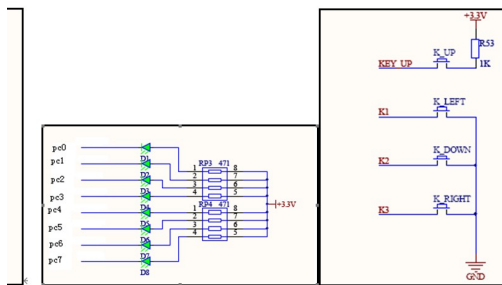 pc0
pc1
pc2
pc3
pc4
pc5
pc6
pc7
D1
D2
D3
D4
D5
D6
D7
D8
RP3 471
1 8
2 7
3 6
4 5
RP4 471
1 8
2 7
3 6
4 5
+3.3V
+3.3V
R53
1K
K_UP
KEY_UP
K_LEFT
K1
K_DOWN
K2
K_RIGHT
K3
GND